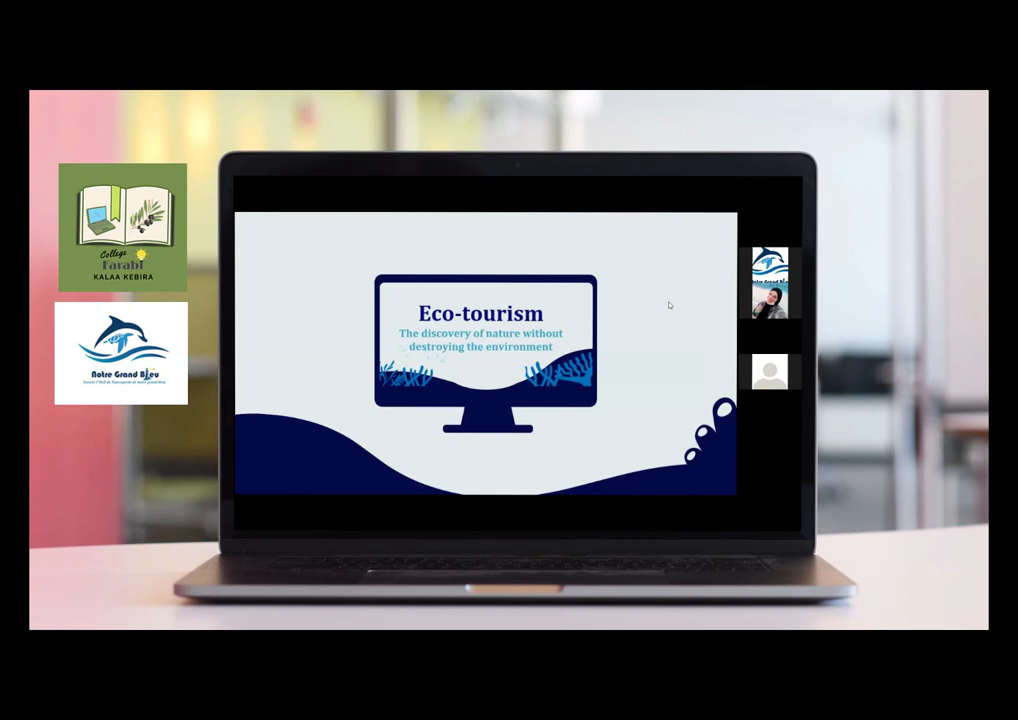 College
Farabi
KALAA KEBIRA
Notre Grand Bleu
Eco-tourism
The discovery of nature without
destroying the environment